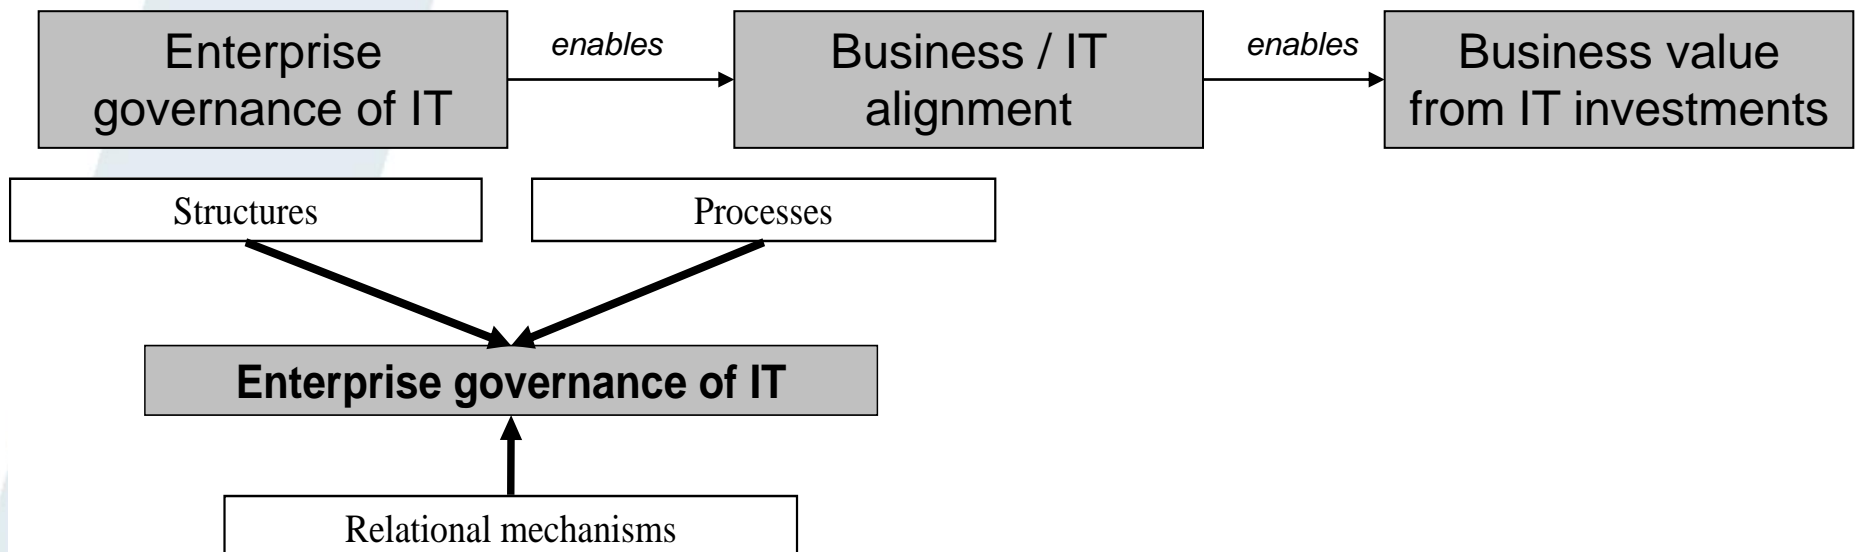 Enterprise
governance of IT
enables
Business / IT
alignment
enables
Business value
from IT investments
Structures
Processes
Enterprise governance of IT
Relational mechanisms